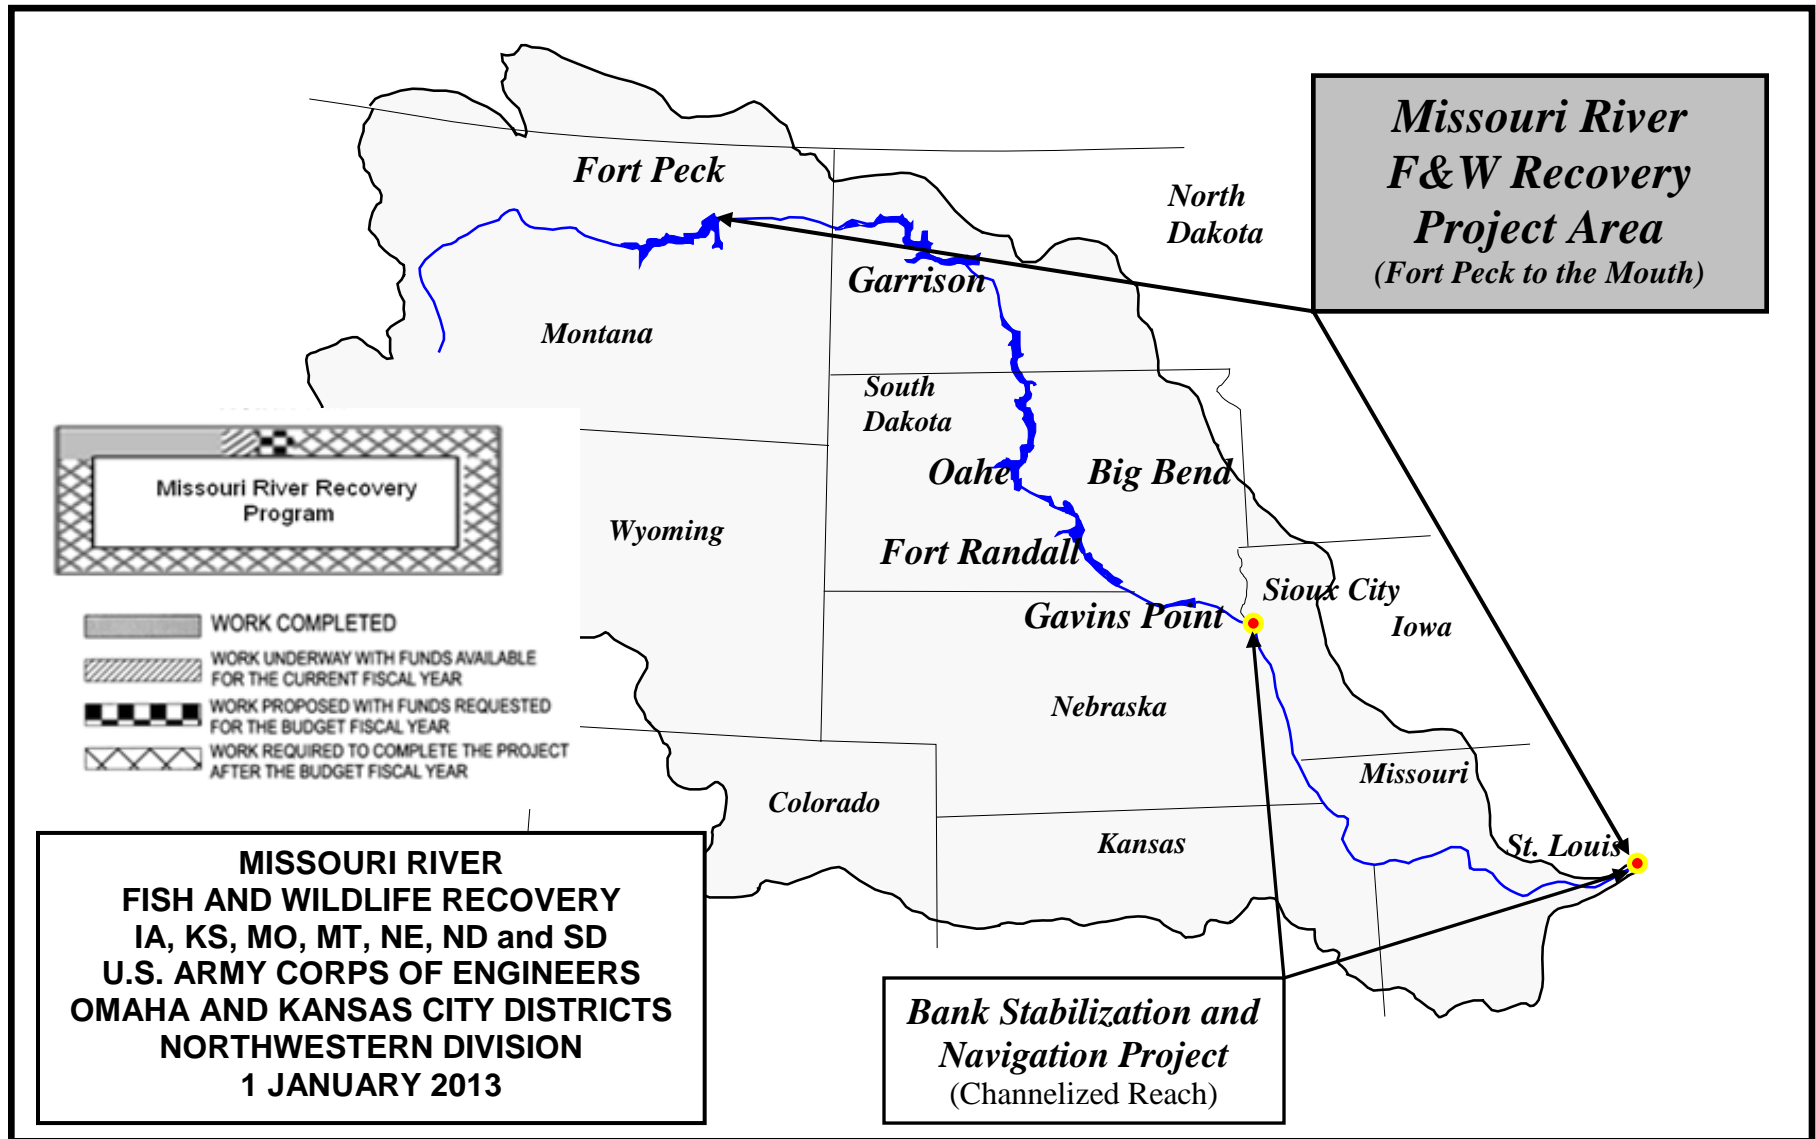 Missouri River
F&W Recovery
Project Area
(Fort Peck to the Mouth)
Fort Peck
North
Dakota
Garrison
Montana
South
Dakota
Oahe
Big Bend
Wyoming
Fort Randall
Sioux City
Gavins Point
Iowa
Nebraska
Missouri
Colorado
Kansas
St. Louis
Missouri River Recovery
Program
WORK COMPLETED
WORK UNDERWAY WITH FUNDS AVAILABLE
FOR THE CURRENT FISCAL YEAR
WORK PROPOSED WITH FUNDS REQUESTED
FOR THE BUDGET FISCAL YEAR
WORK REQUIRED TO COMPLETE THE PROJECT
AFTER THE BUDGET FISCAL YEAR
MISSOURI RIVER
FISH AND WILDLIFE RECOVERY
IA, KS, MO, MT, NE, ND and SD
U.S. ARMY CORPS OF ENGINEERS
OMAHA AND KANSAS CITY DISTRICTS
NORTHWESTERN DIVISION
1 JANUARY 2013
Bank Stabilization and
Navigation Project
(Channelized Reach)